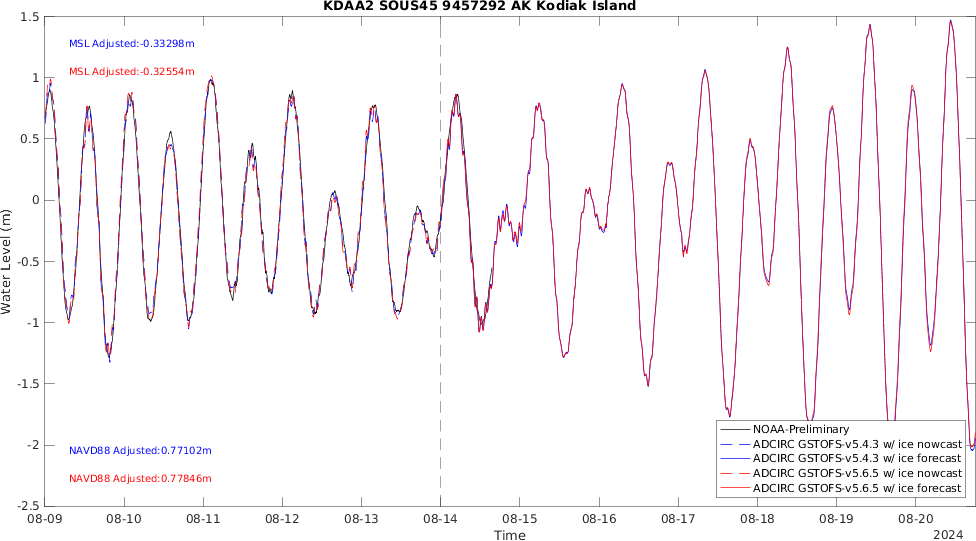 KDAA2 SOUS45 9457292 AK Kodiak Island
MSL Adjusted:-0.33298m
MSL Adjusted:-0.32554m
NAVD88 Adjusted:0.77102m
NAVD88 Adjusted:0.77846m
Water Level (m)
1.5
1
0.5
0
-0.5
-1
-1.5
-2
-2.5
NOAA-Preliminary
ADCIRC GSTOFS-v5.4.3 w/ ice nowcast
ADCIRC GSTOFS-v5.4.3 w/ ice forecast
ADCIRC GSTOFS-v5.6.5 w/ ice nowcast
ADCIRC GSTOFS-v5.6.5 w/ ice forecast
08-09 08-10 08-11 08-12 08-13 08-14 08-15 08-16 08-17 08-18 08-19 08-20
Time
2024